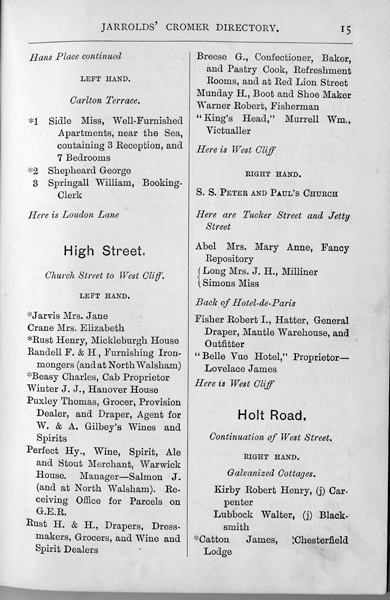 JARROLDS' CROMER DIRECTORY. 15
Hans Place continued
LEFT HAND.
Carlton Terrace.
*1 Sidle Miss, Well-Furnished
Apartments, near the Sea,
containing 3 Reception, and
7 Bedrooms
*2 Shepheard George
3 Springall William, Booking-
Clerk
Here is Loudon Lane
High Street.
Church Street to West Cliff.
LEFT HAND.
*Jarvis Mrs. Jane
Crane Mrs. Elizabeth
*Rust Henry, Mickleburgh House
Randell F. & H., Furnishing Iron-
mongers (and at North Walsham)
*Beasy Charles, Cab Proprietor
Winter J. J., Hanover House
Puxley Thomas, Grocer, Provision
Dealer, and Draper, Agent for
W. & A. Gilbey's Wines and
Spirits
Perfect Hy., Wine, Spirit, Ale
and Stout Merchant, Warwick
House. Manager—Salmon J.
(and at North Walsham). Re-
ceiving Office for Parcels on
G.E.R.
Rust H. & H., Drapers, Dress-
makers, Grocers, and Wine and
Spirit Dealers
Breese G., Confectioner, Baker,
and Pastry Cook, Refreshment
Rooms, and at Red Lion Street
Munday H., Boot and Shoe Maker
Warner Robert, Fisherman
"King's Head," Murrell Wm.,
Victualler
Here is West Cliff
RIGHT HAND.
S. S. PETER AND PAUL'S CHURCH
Here are Tucker Street and Jetty
Street
Abel Mrs. Mary Anne, Fancy
Repository
{Long Mrs. J. H., Milliner
{Simons Miss
Back of Hotel-de-Paris
Fisher Robert I., Hatter, General
Draper, Mantle Warehouse, and
Outfitter
"Belle Vue Hotel," Proprietor—
Lovelace James
Here is West Cliff
Holt Road.
Continuation of West Street.
RIGHT HAND.
Galvanized Cottages.
Kirby Robert Henry, (j) Car-
penter
Lubbock Walter, (j) Black-
smith
*Catton James, Chesterfield
Lodge